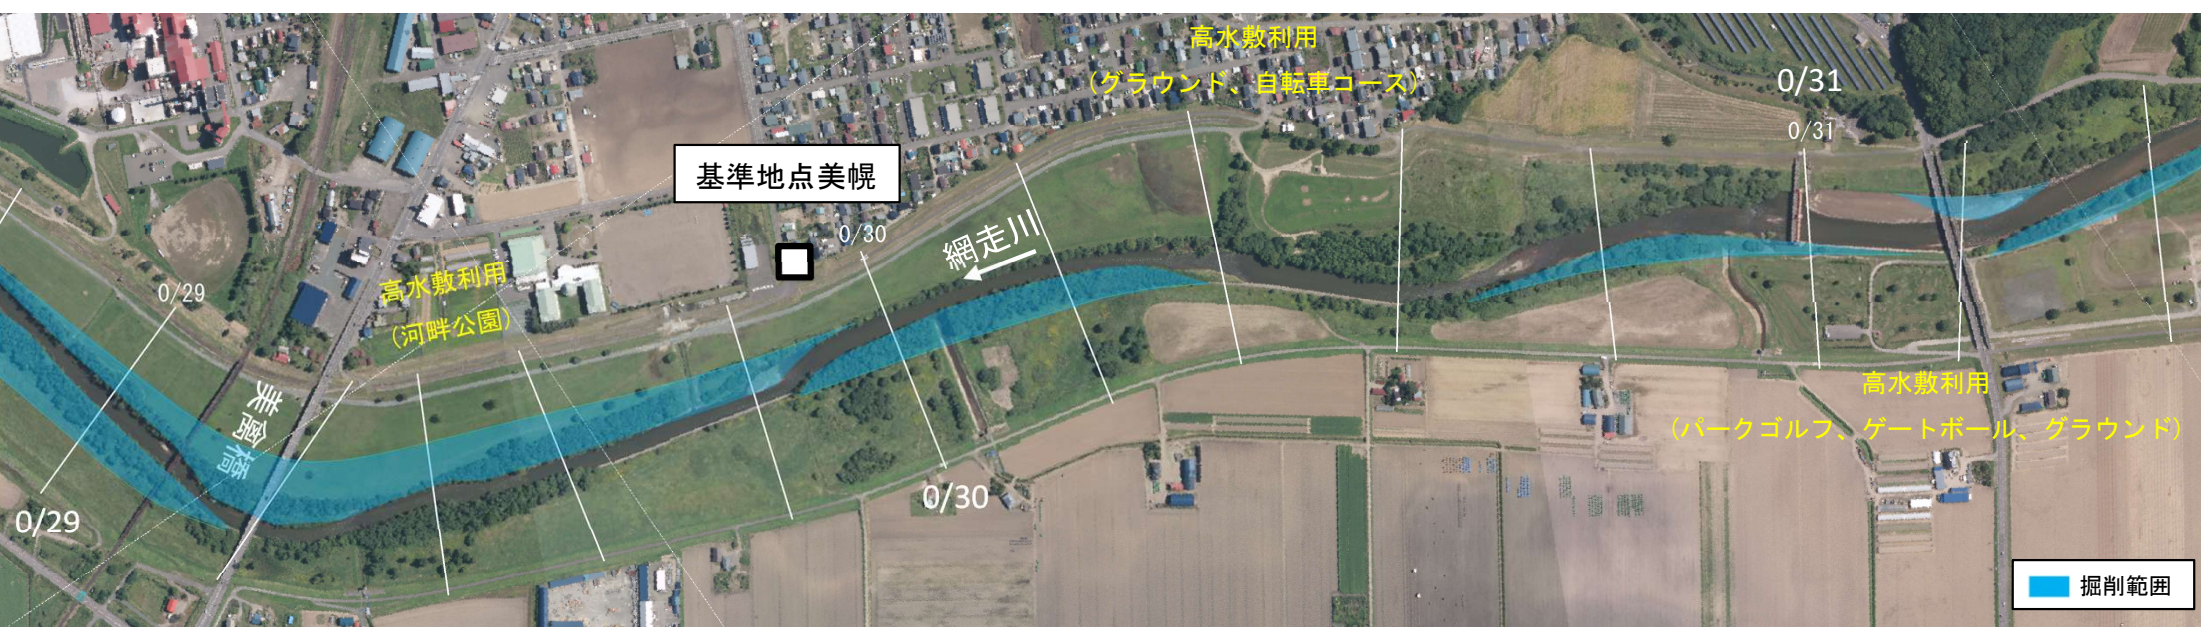 高水敷利用
(グラウンド、自転車コース)
0/31
0/31
基準地点美幌
0/30
網走川
0/29
高水敷利用
(河畔公園)
美禽橋
高水敷利用
(パークゴルフ、ゲートボール、グラウンド)
0/30
0/29
掘削範囲